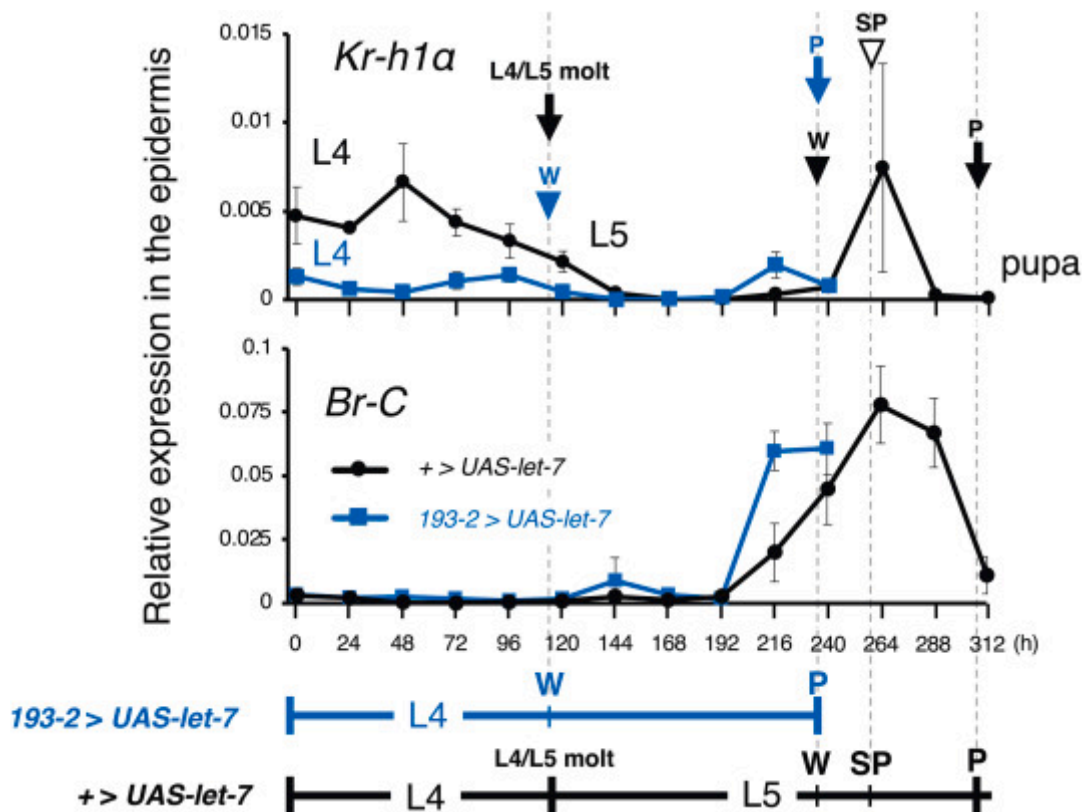 Relative expression in the epidermis
Kr-h1α
0.015
0.01
0.005
0
L4
L4
L4/L5 molt
W
L5
P
W
SP
P
pupa
Br-C
0.1
0.075
0.05
0.025
0
+ > UAS-let-7
193-2 > UAS-let-7
0 24 48 72 96 120 144 168 192 216 240 264 288 312 (h)
W P
193-2 > UAS-let-7 L4
L4/L5 molt W SP P
+ > UAS-let-7 L4 L5